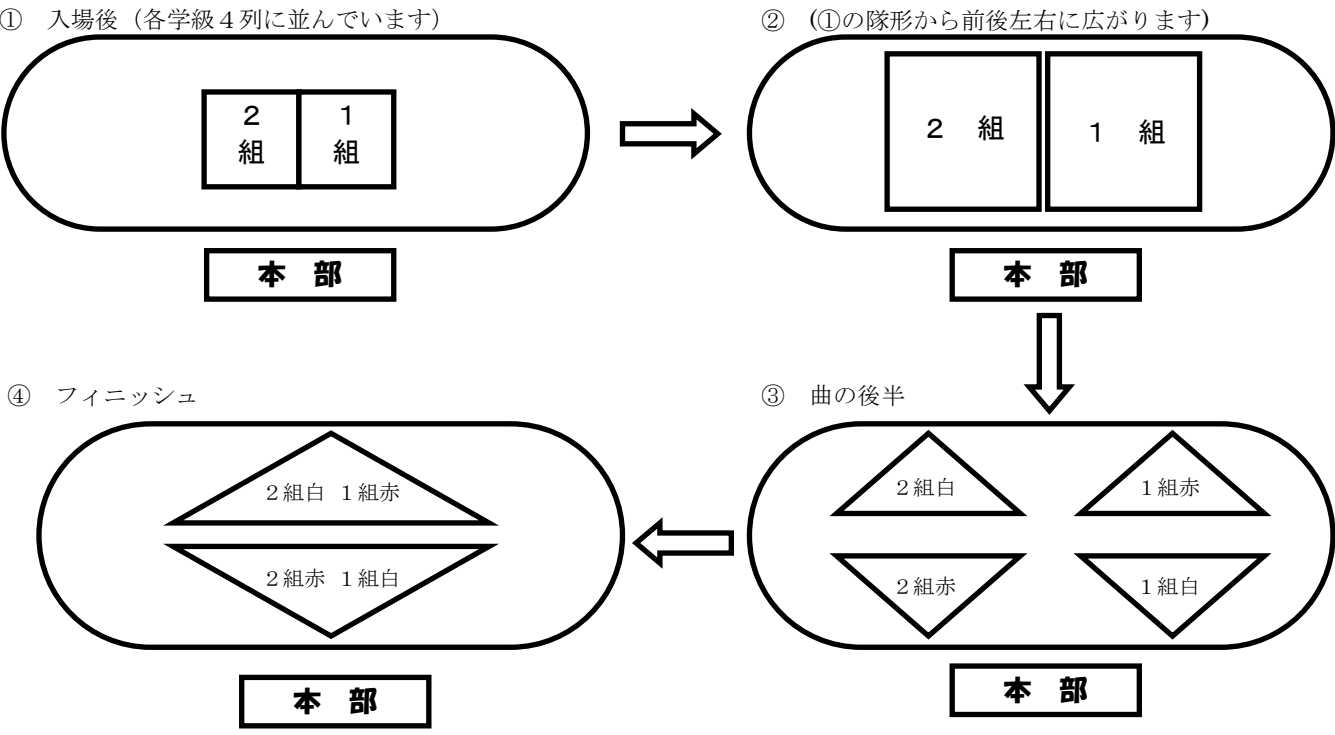 ① 入場後（各学級４列に並んでいます）
2
組
1
組
本 部
② (①の隊形から前後左右に広がります)
2 組
1 組
本 部
③ 曲の後半
２組白
１組赤
２組赤
１組白
本 部
④ フィニッシュ
２組白 １組赤
２組赤 １組白
本 部